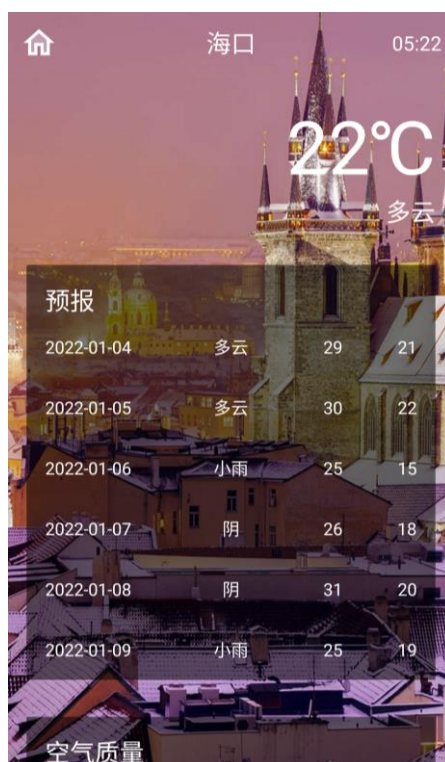 海口 05:22
22℃
多云
预报
2022-01-04 多云 29 21
2022-01-05 多云 30 22
2022-01-06 小雨 25 15
2022-01-07 阴 26 18
2022-01-08 阴 31 20
2022-01-09 小雨 25 19
空气质量